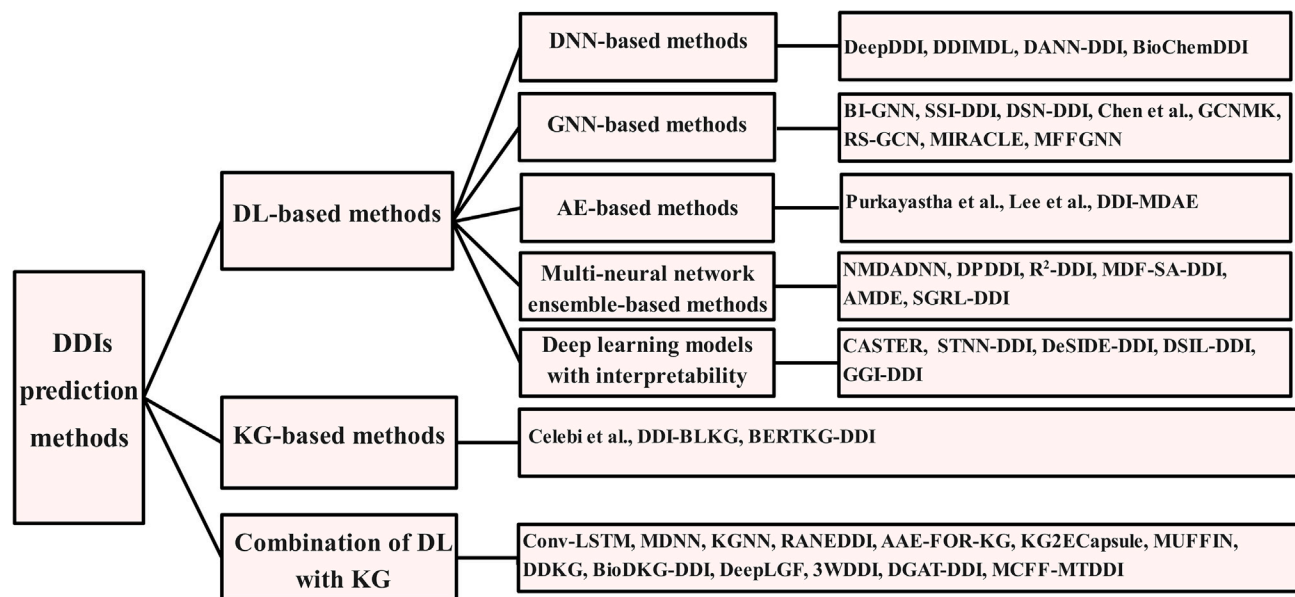 DDIs
prediction
methods
DL-based methods
DNN-based methods
DeepDDI, DDIMDL, DANN-DDI, BioChemDDI
GNN-based methods
BI-GNN, SSI-DDI, DSN-DDI, Chen et al., GCNMK,
RS-GCN, MIRACLE, MFFGNN
AE-based methods
Purkayastha et al., Lee et al., DDI-MDAE
Multi-neural network
ensemble-based methods
NMDADNN, DPDDI, R²-DDI, MDF-SA-DDI,
AMDE, SGRL-DDI
Deep learning models
with interpretability
CASTER, STNN-DDI, DeSIDE-DDI, DSIL-DDI,
GGI-DDI
KG-based methods
Celebi et al., DDI-BLKG, BERTKG-DDI
Combination of DL
with KG
Conv-LSTM, MDNN, KGNN, RANEDDI, AAE-FOR-KG, KG2ECapsule, MUFFIN,
DDKG, BioDKG-DDI, DeepLGF, 3WDDI, DGAT-DDI, MCFF-MTDDI